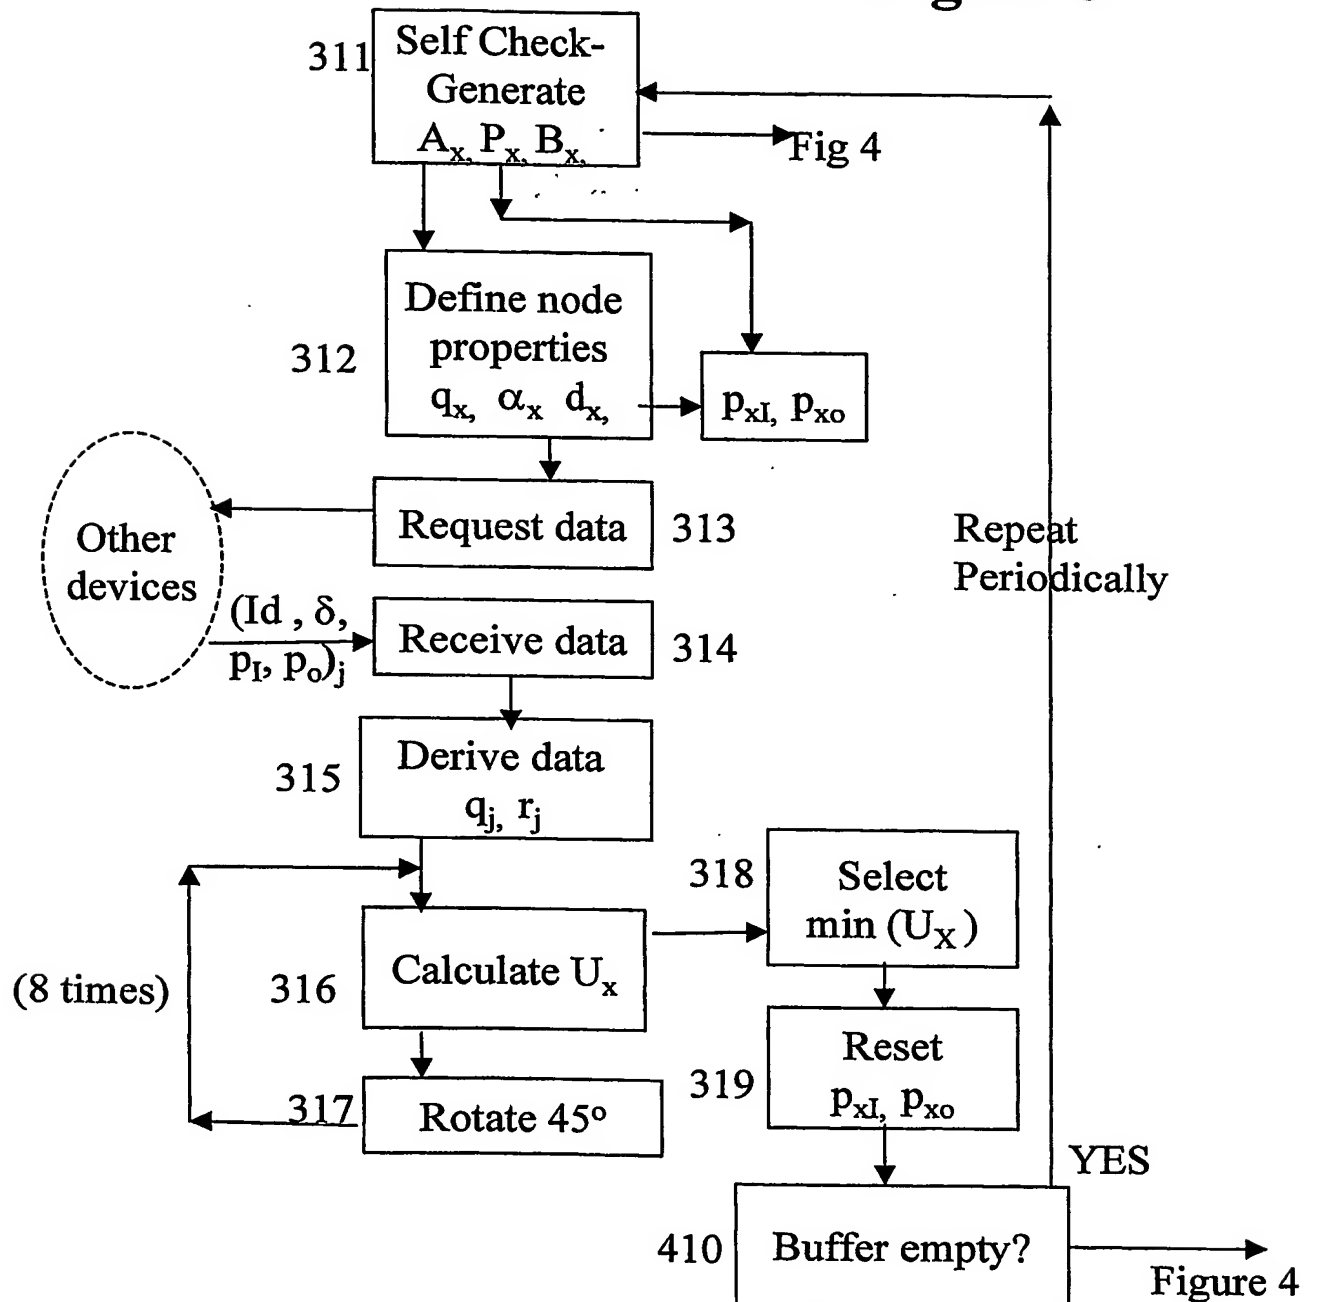 311
Self Check-
Generate
Aₓ, Pₓ, Bₓ,
Fig 4
312
Define node
properties
qₓ, αₓ dₓ,
pₓI, pₓo
Other
devices
Request data
313
Repeat
Periodically
(Id , δ,
pI, po)j
Receive data
314
315
Derive data
qj, rj
318
Select
min (UX)
(8 times)
316
Calculate Uₓ
319
Reset
pₓI, pₓo
317
Rotate 45º
YES
410
Buffer empty?
Figure 4